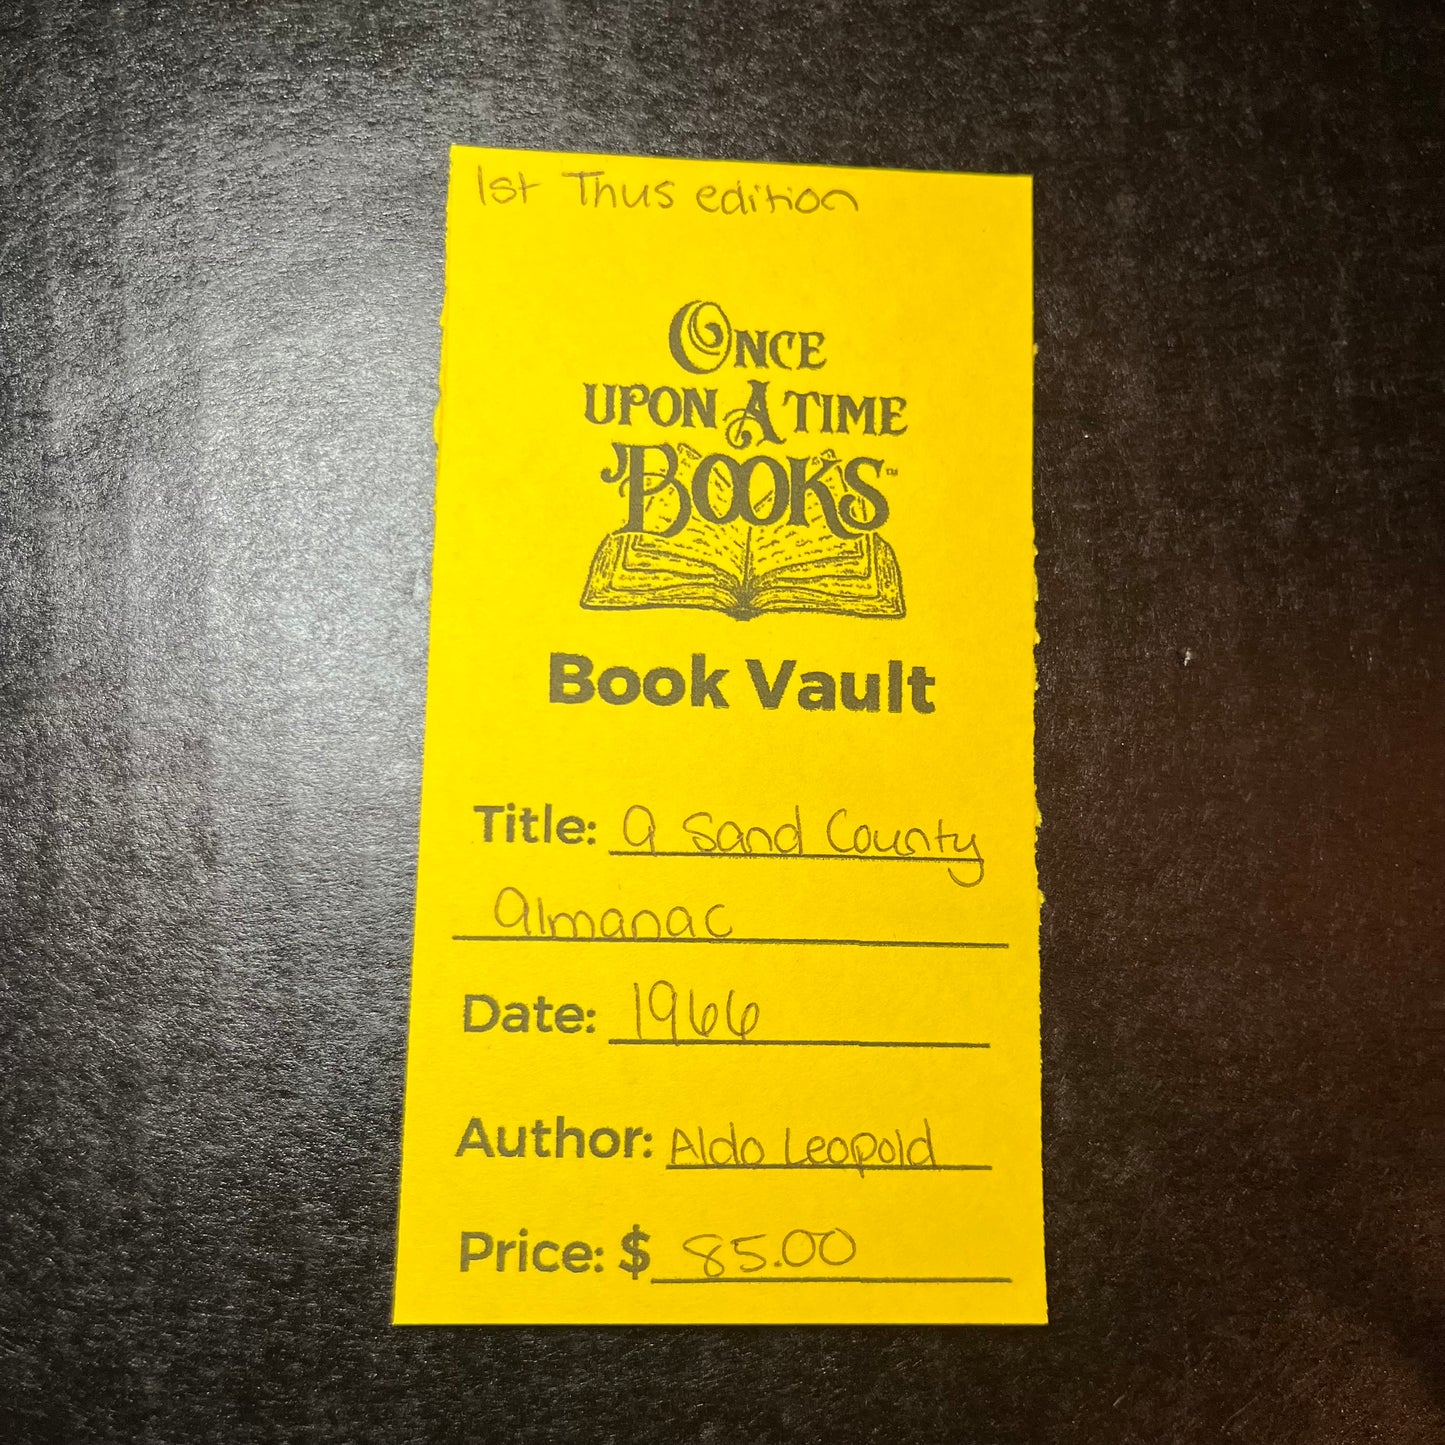 1st Thus edition
ONCE
UPON A TIME
BOOKS™
Book Vault
Title: a Sand County
almanac
Date: 1966
Author: Aldo Leopold
Price: $ 85.00